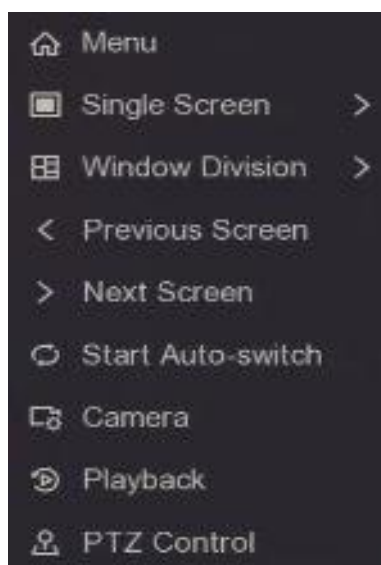 Menu
Single Screen
Window Division
Previous Screen
Next Screen
Start Auto-switch
Camera
Playback
PTZ Control